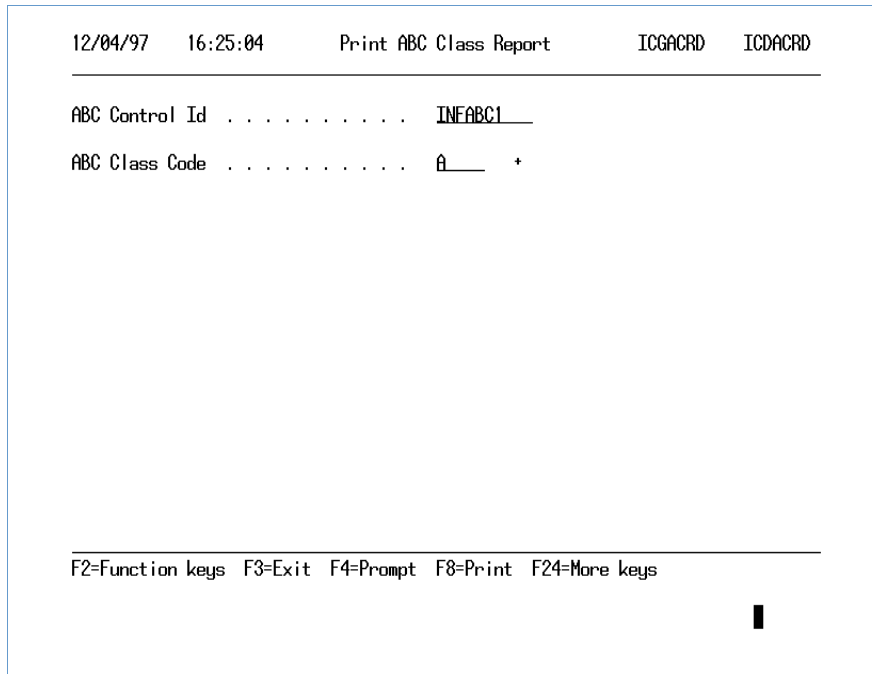 12/04/97 16:25:04 Print ABC Class Report ICGACRD ICDACRD
ABC Control Id . . . . . . . . . . INFABC1
ABC Class Code . . . . . . . . . . A +
F2=Function keys F3=Exit F4=Prompt F8=Print F24=More keys